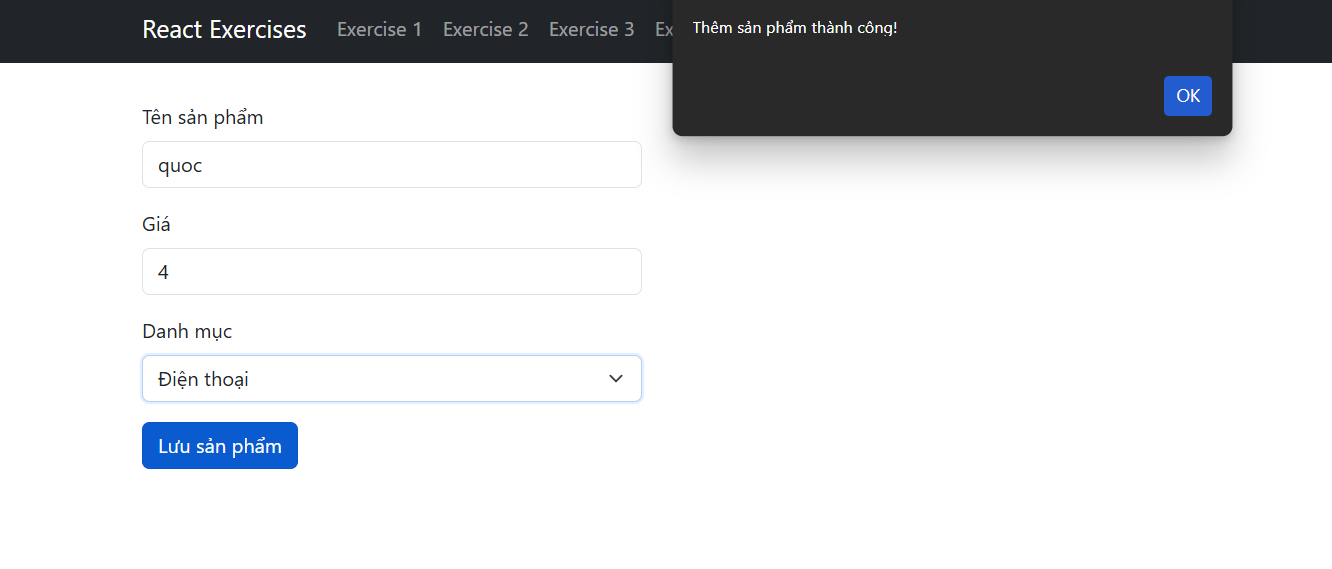 React Exercises Exercise 1 Exercise 2 Exercise 3 Ex
Thêm sản phẩm thành công!
OK
Tên sản phẩm
quoc
Giá
4
Danh mục
Điện thoại
Lưu sản phẩm